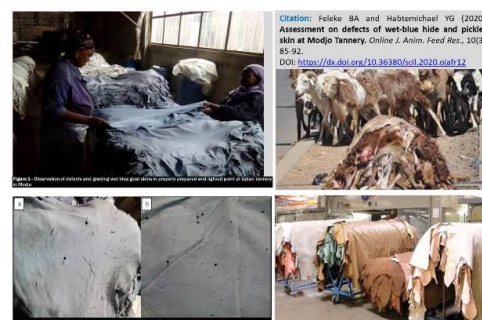 Citation: Feleke BA and Habtemichael YG (2020
Assessment on defects of wet-blue hide and pickle
skin at Modjo Tannery. Online J. Anim. Feed Res., 10(3
85-92.
DOI: https://dx.doi.org/10.36380/scil.2020.ojafr12
Figure 1 - Observation of defects and grading wet blue goat skins in properly prepared and lighted point at Gelan tannery
in Modjo
a
b